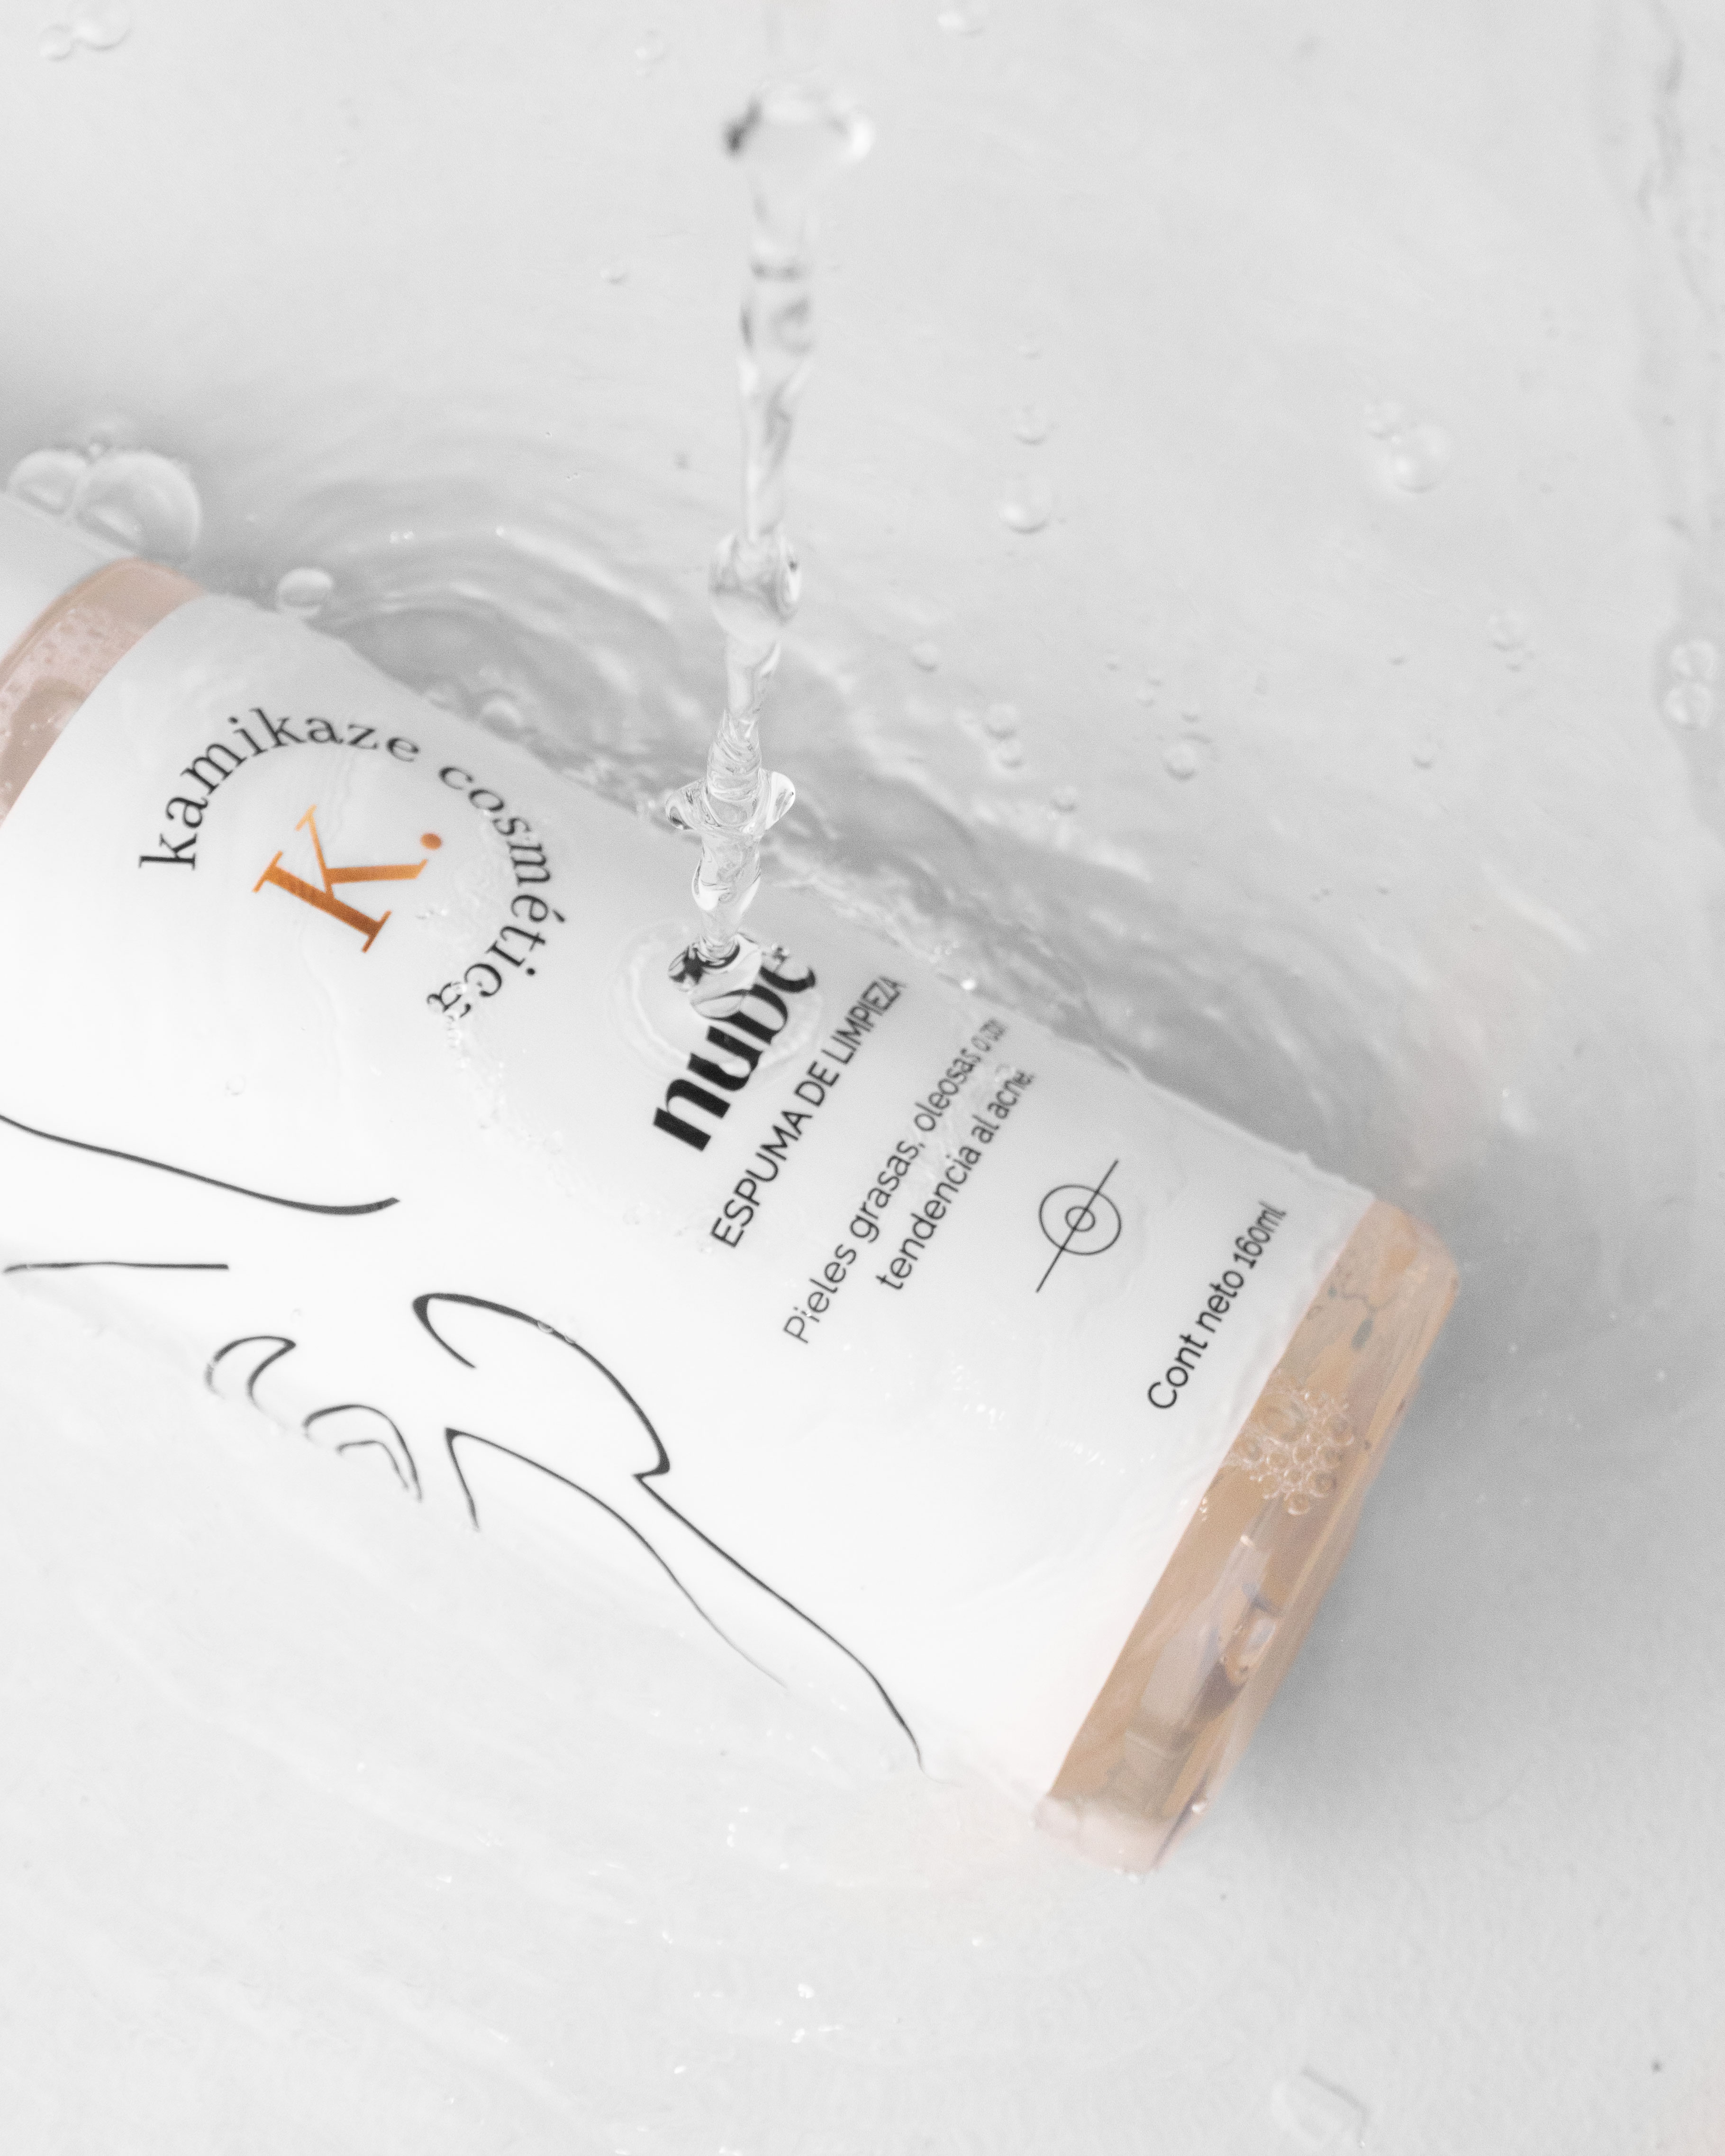 kamikaze cosmética
K.
nube
ESPUMA DE LIMPIEZA
Pieles grasas, oleosas o con
tendencia al acné.
Cont neto 160ml